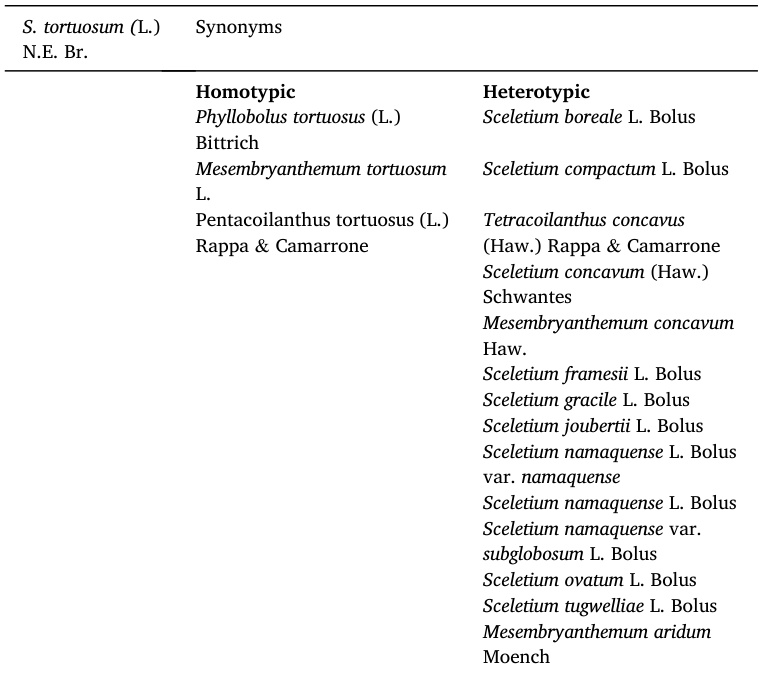 S. tortuosum (L.) Synonyms
N.E. Br.
Homotypic Heterotypic
Phyllobolus tortuosus (L.) Sceletium boreale L. Bolus
Bittrich
Mesembryanthemum tortuosum Sceletium compactum L. Bolus
L.
Pentacoilanthus tortuosus (L.) Tetracoilanthus concavus
Rappa & Camarrone (Haw.) Rappa & Camarrone
Sceletium concavum (Haw.)
Schwantes
Mesembryanthemum concavum
Haw.
Sceletium framesii L. Bolus
Sceletium gracile L. Bolus
Sceletium joubertii L. Bolus
Sceletium namaquense L. Bolus
var. namaquense
Sceletium namaquense L. Bolus
Sceletium namaquense var.
subglobosum L. Bolus
Sceletium ovatum L. Bolus
Sceletium tugwelliae L. Bolus
Mesembryanthemum aridum
Moench